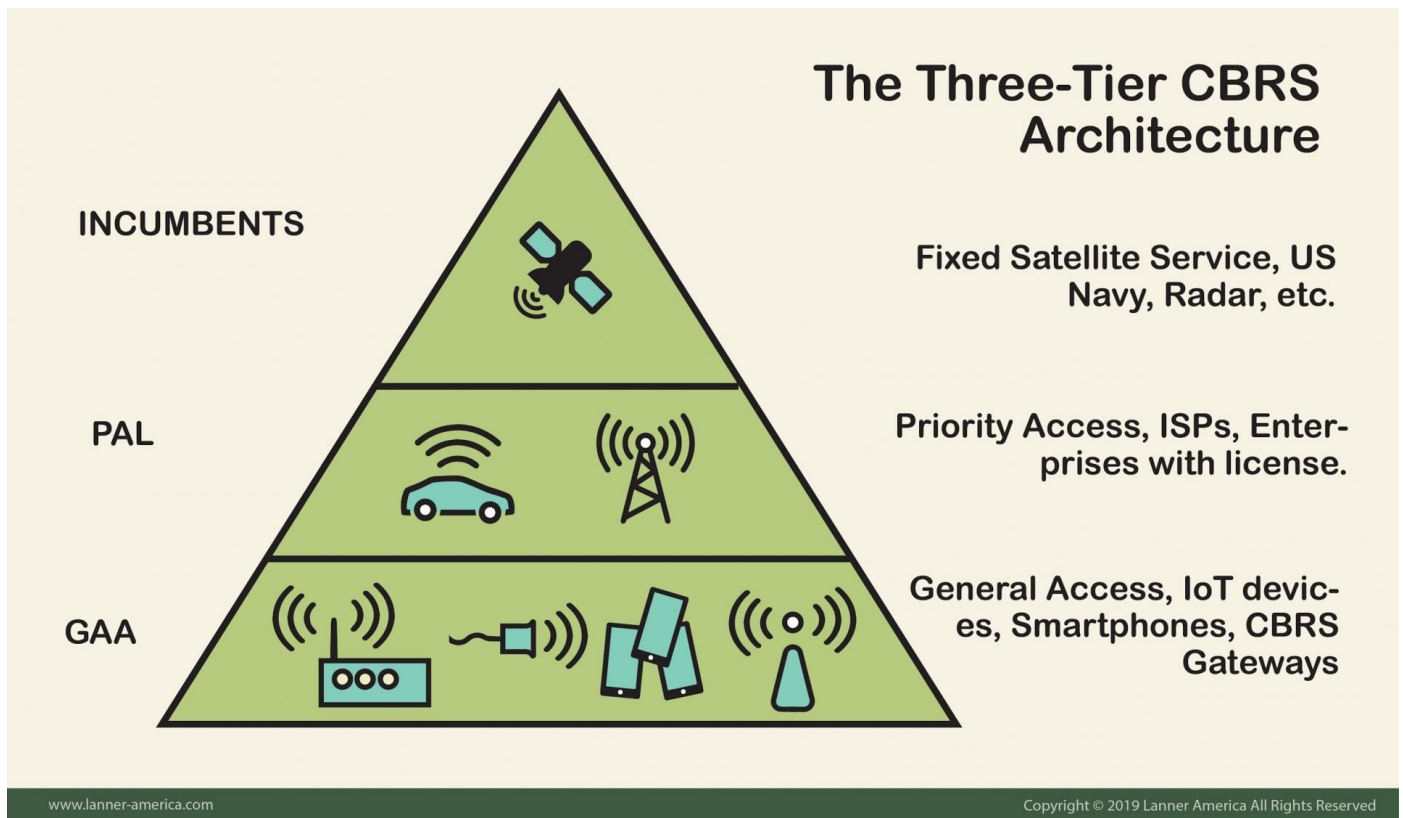 The Three-Tier CBRS
Architecture
INCUMBENTS
Fixed Satellite Service, US
Navy, Radar, etc.
PAL
Priority Access, ISPs, Enter-
prises with license.
GAA
General Access, IoT devic-
es, Smartphones, CBRS
Gateways
www.lanner-america.com
Copyright © 2019 Lanner America All Rights Reserved